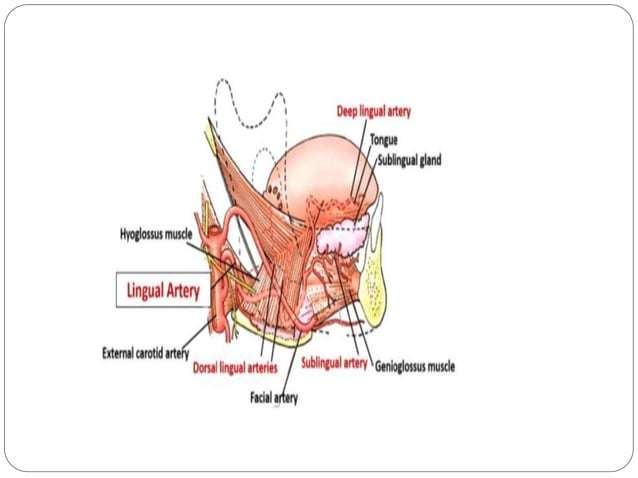 Deep lingual artery
Tongue
Sublingual gland
Hyoglossus muscle
Lingual Artery
External carotid artery
Dorsal lingual arteries
Sublingual artery
Genioglossus muscle
Facial artery